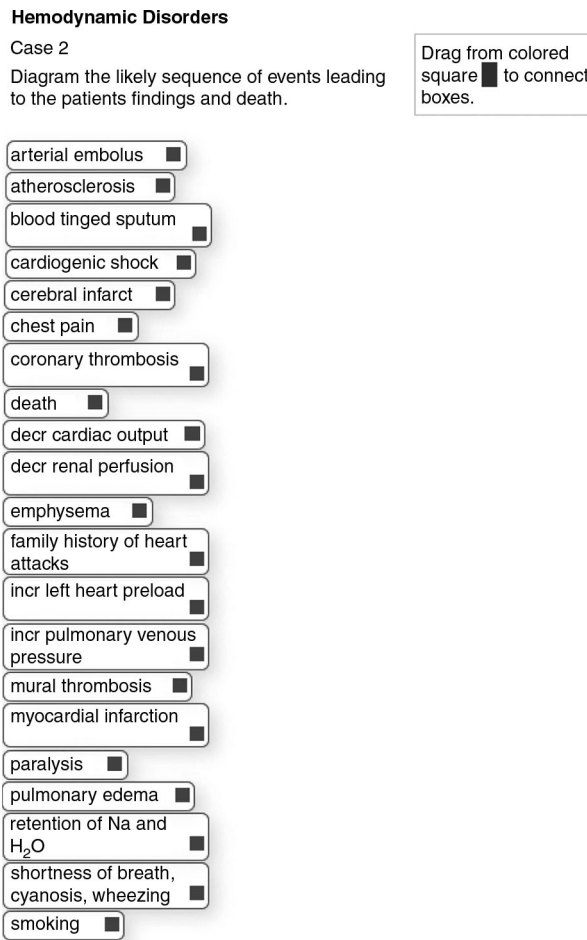 Hemodynamic Disorders
Case 2
Diagram the likely sequence of events leading
to the patients findings and death.
Drag from colored
square to connect
boxes.
arterial embolus
atherosclerosis
blood tinged sputum
cardiogenic shock
cerebral infarct
chest pain
coronary thrombosis
death
decr cardiac output
decr renal perfusion
emphysema
family history of heart
attacks
incr left heart preload
incr pulmonary venous
pressure
mural thrombosis
myocardial infarction
paralysis
pulmonary edema
retention of Na and
H₂O
shortness of breath,
cyanosis, wheezing
smoking